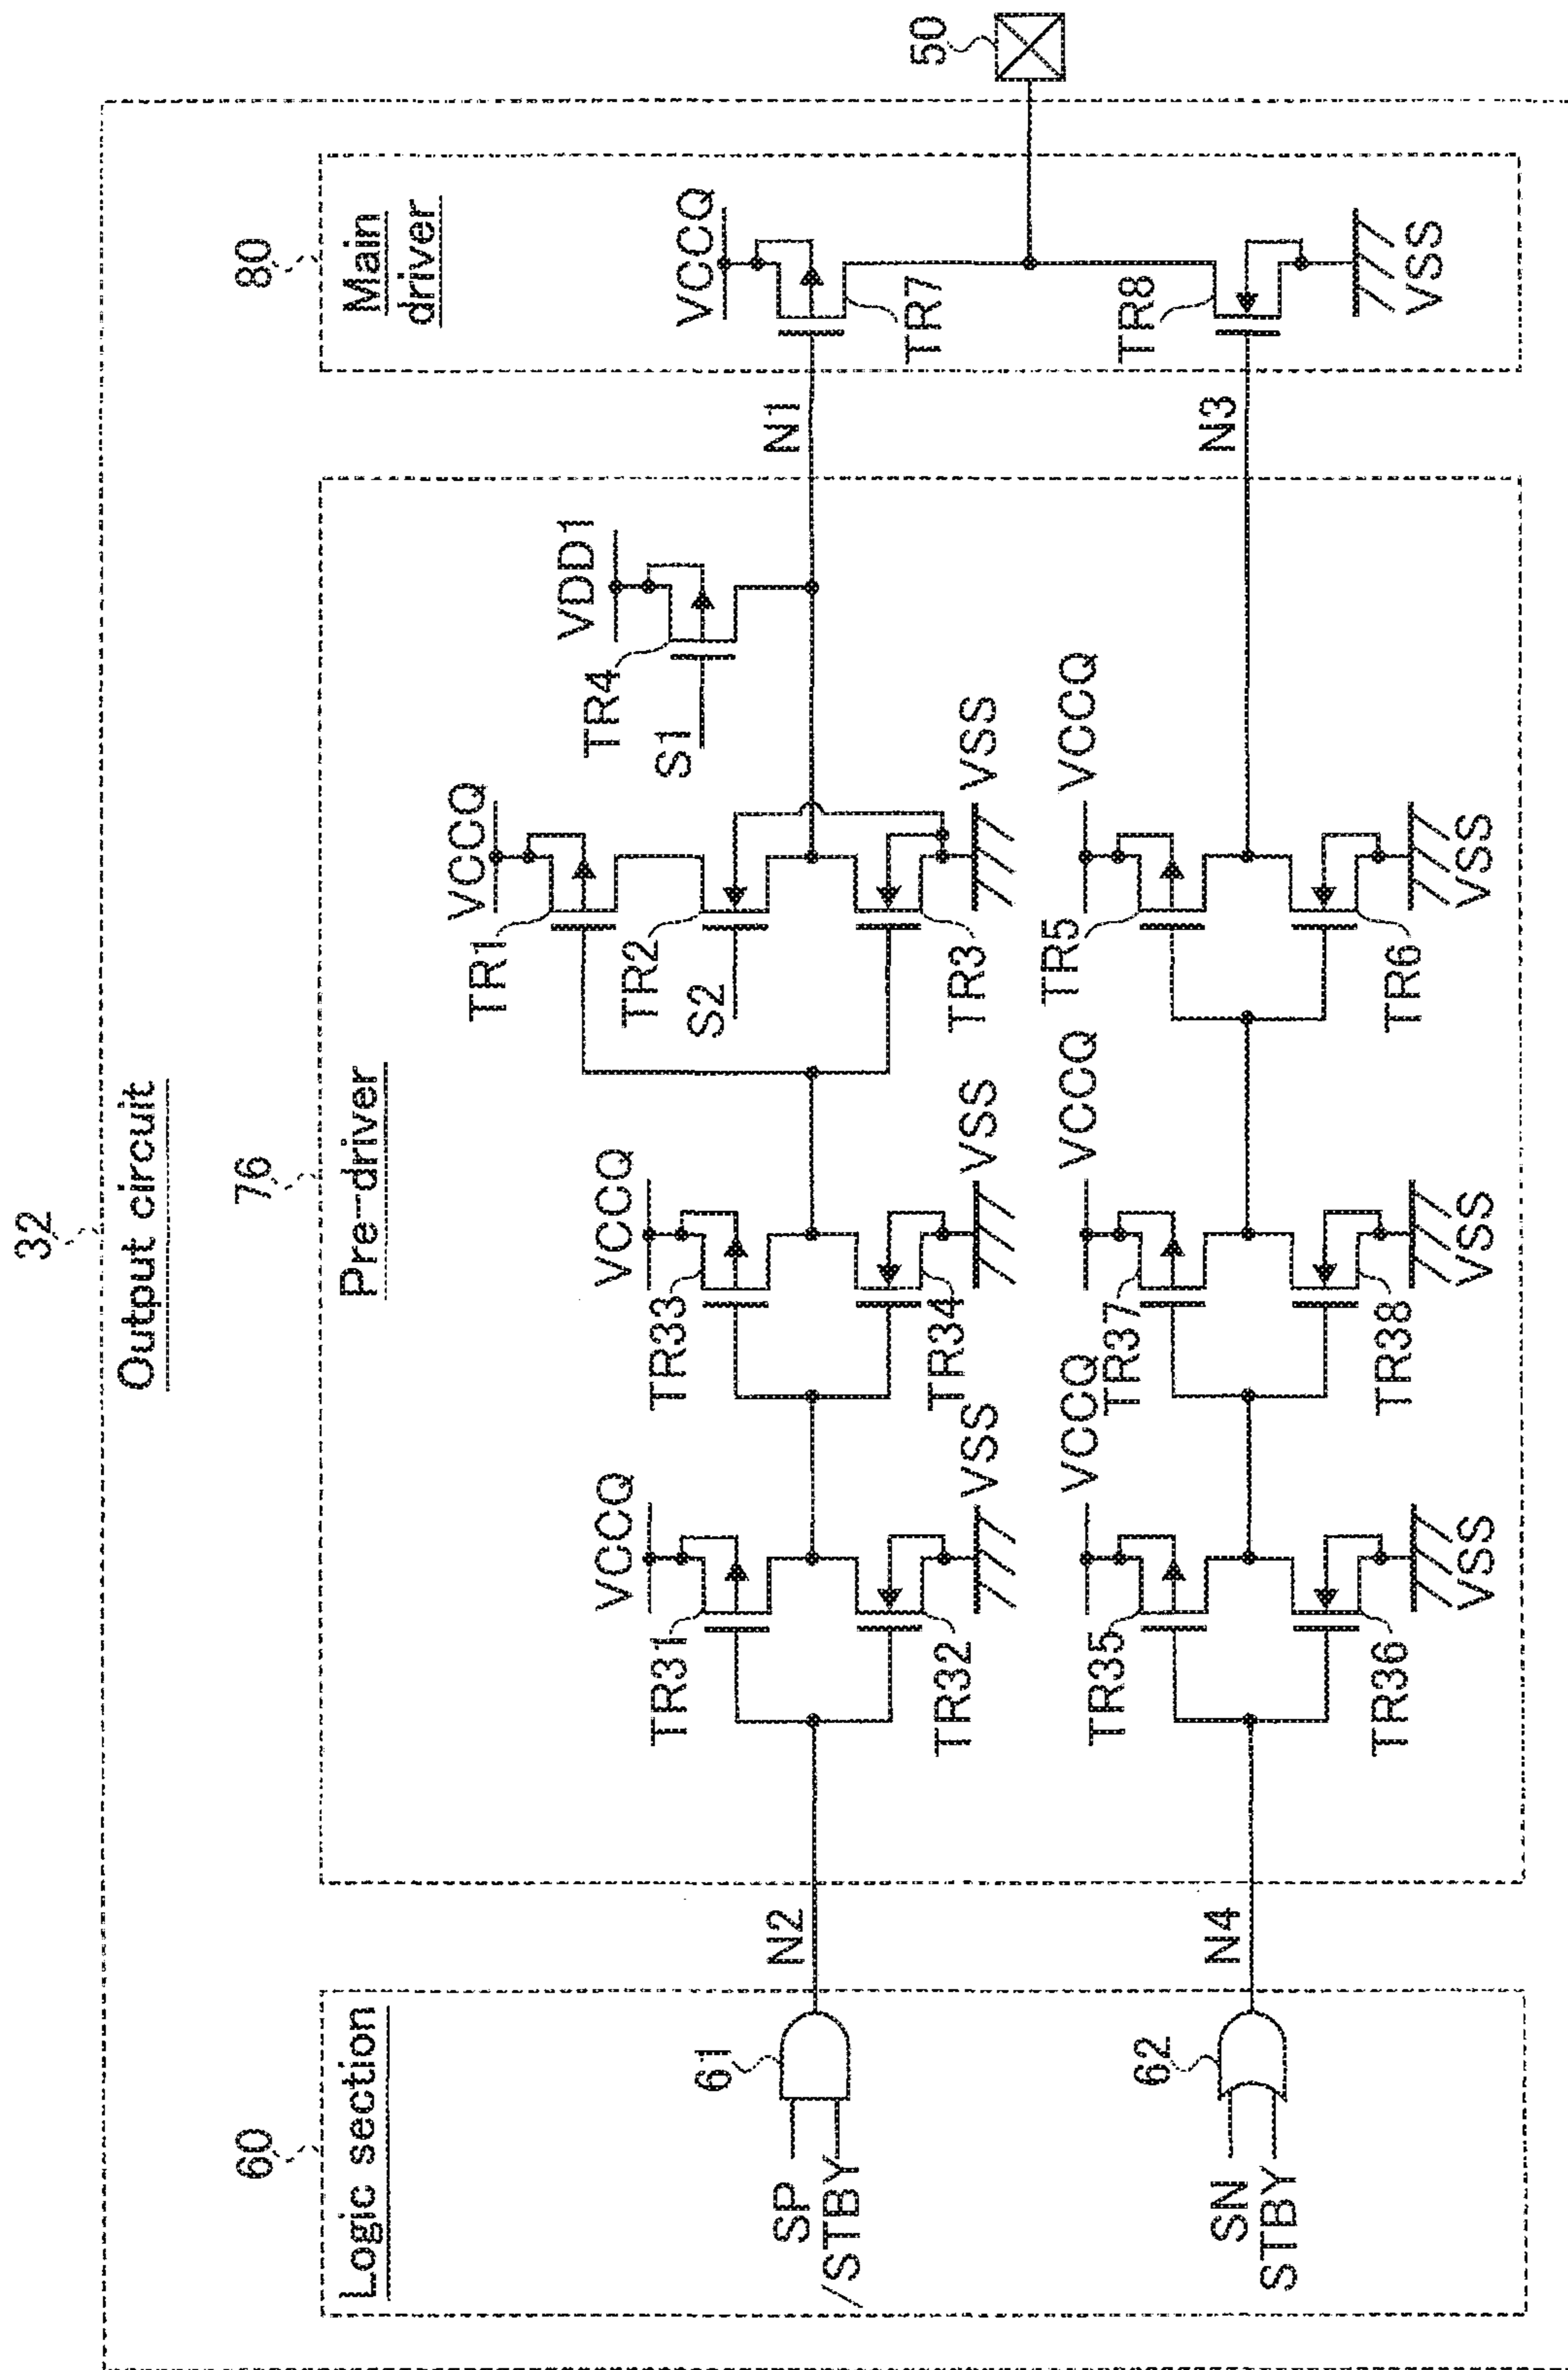 32
Output circuit
60
Logic section
SP
/STBY
61
SN
STBY
62
N2
N4
76
Pre-driver
VCCQ
TR31
TR32
VSS
VCCQ
TR33
TR34
VSS
VCCQ
TR1
TR2
S2
TR3
VSS
VDD1
TR4
S1
VCCQ
TR35
TR36
VSS
VCCQ
TR37
TR38
VSS
VCCQ
TR5
TR6
VSS
N1
N3
80
Main
driver
VCCQ
TR7
TR8
VSS
50